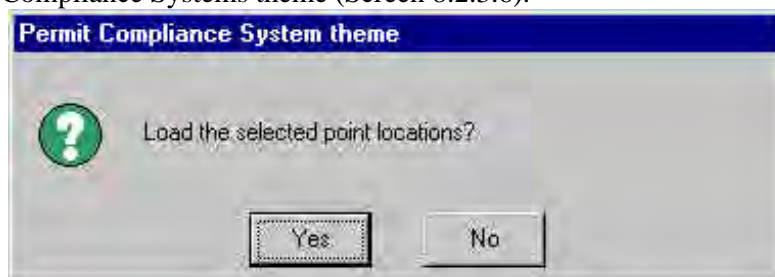 Compliance Systems theme (Screen 8.2.3.6).
Permit Compliance System theme
Load the selected point locations?
Yes
No